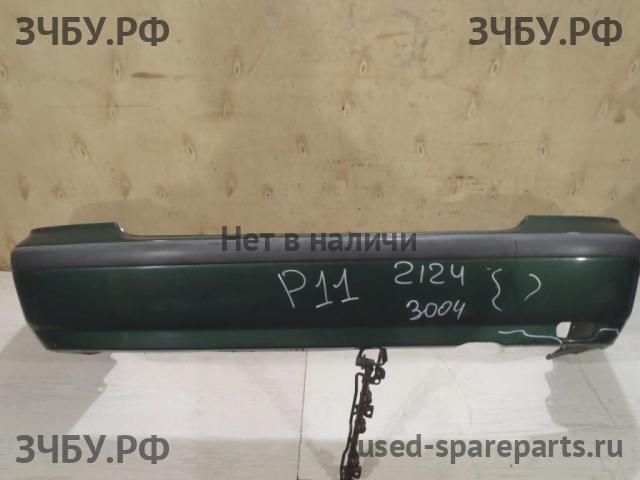 ЗЧБУ.РФ ЗЧБУ.РФ
Нет в наличи
P11 2124
3004
ЗЧБУ.РФ used-spareparts.ru